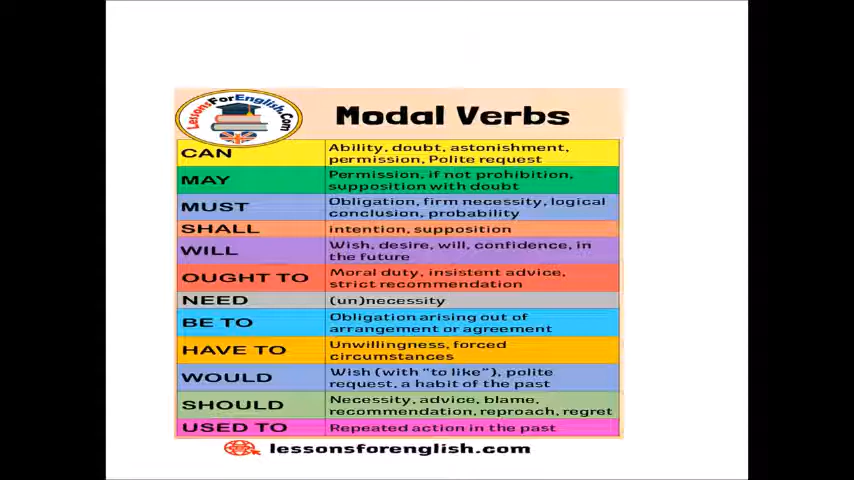 LessonsForEnglish.Com
Modal Verbs
CAN
Ability, doubt, astonishment,
permission, Polite request
MAY
Permission, if not prohibition,
supposition with doubt
MUST
Obligation, firm necessity, logical
conclusion, probability
SHALL
intention, supposition
WILL
Wish, desire, will, confidence, in
the future
OUGHT TO
Moral duty, insistent advice,
strict recommendation
NEED
(un)necessity
BE TO
Obligation arising out of
arrangement or agreement
HAVE TO
Unwillingness, forced
circumstances
WOULD
Wish (with “to like”), polite
request, a habit of the past
SHOULD
Necessity, advice, blame,
recommendation, reproach, regret
USED TO
Repeated action in the past
lessonsforenglish.com